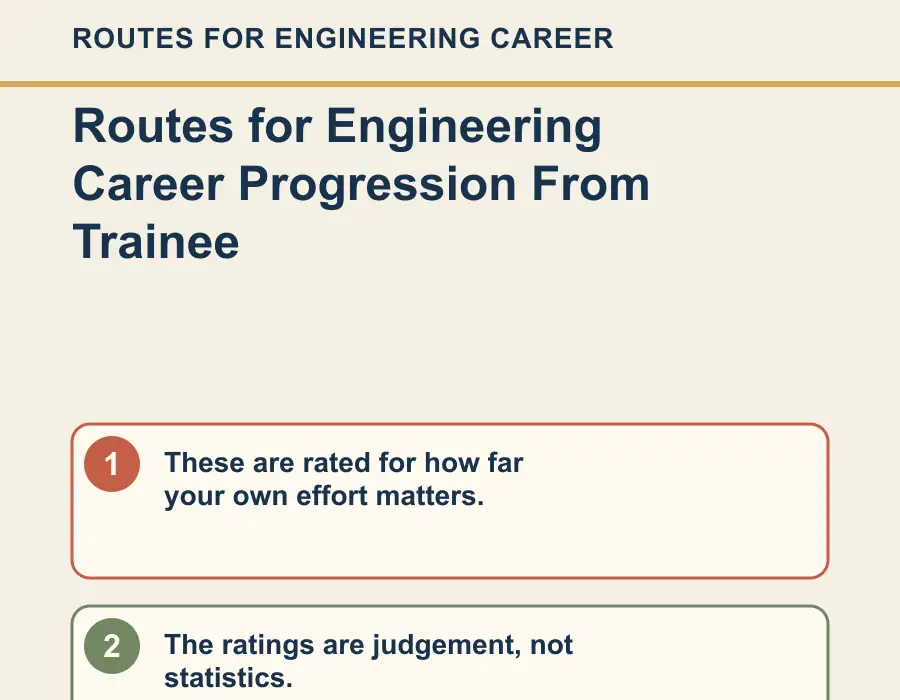 ROUTES FOR ENGINEERING CAREER
Routes for Engineering
Career Progression From
Trainee
1
These are rated for how far
your own effort matters.
2
The ratings are judgement, not
statistics.